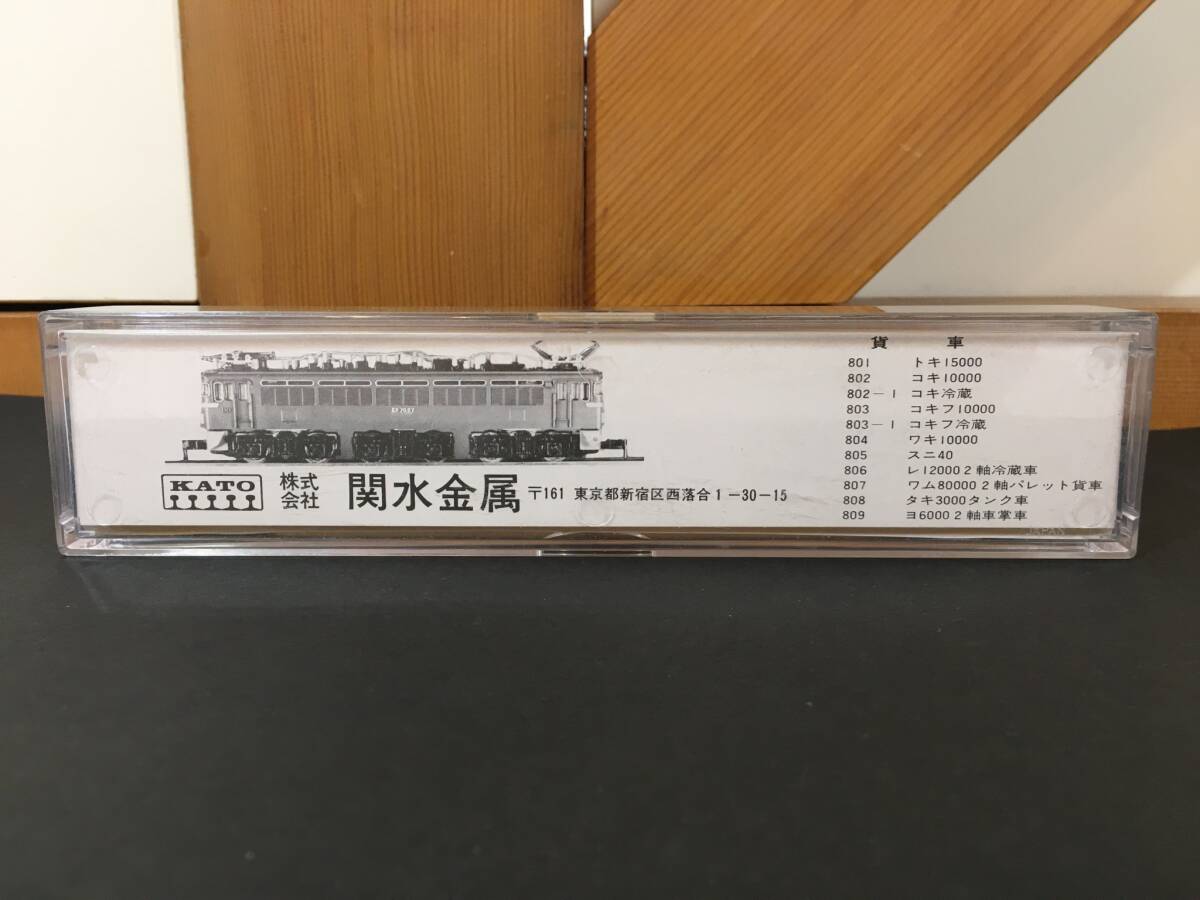 KATO
株式会社 関水金属 〒161 東京都新宿区西落合1-30-15
貨車
801 トキ15000
802 コキ10000
802-1 コキ冷蔵
803 コキフ10000
803-1 コキフ冷蔵
804 ワキ10000
805 スニ40
806 レ12000 2軸冷蔵車
807 ワム80000 2軸パレット貨車
808 タキ3000タンク車
809 ヨ6000 2軸車掌車
JAPAN